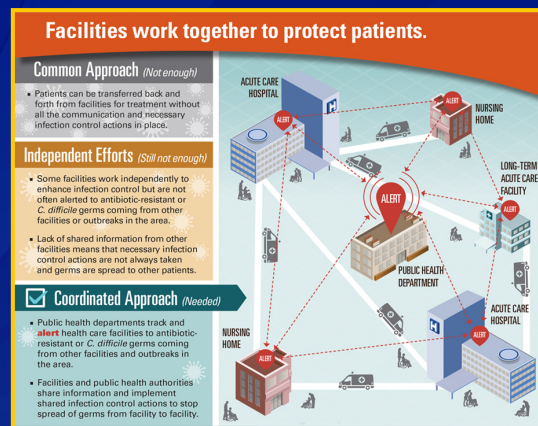 Facilities work together to protect patients.
Common Approach (Not enough)
▪ Patients can be transferred back and
forth from facilities for treatment without
all the communication and necessary
infection control actions in place.
Independent Efforts (Still not enough)
▪ Some facilities work independently to
enhance infection control but are not
often alerted to antibiotic-resistant or
C. difficile germs coming from other
facilities or outbreaks in the area.
▪ Lack of shared information from other
facilities means that necessary infection
control actions are not always taken
and germs are spread to other patients.
Coordinated Approach (Needed)
▪ Public health departments track and
alert health care facilities to antibiotic-
resistant or C. difficile germs coming
from other facilities and outbreaks in
the area.
▪ Facilities and public health authorities
share information and implement
shared infection control actions to stop
spread of germs from facility to facility.
ACUTE CARE
HOSPITAL
ALERT
H
ALERT
NURSING
HOME
LONG-TERM
ACUTE CARE
FACILITY
ALERT
ALERT
PUBLIC HEALTH
DEPARTMENT
ACUTE CARE
HOSPITAL
H
ALERT
NURSING
HOME
ALERT